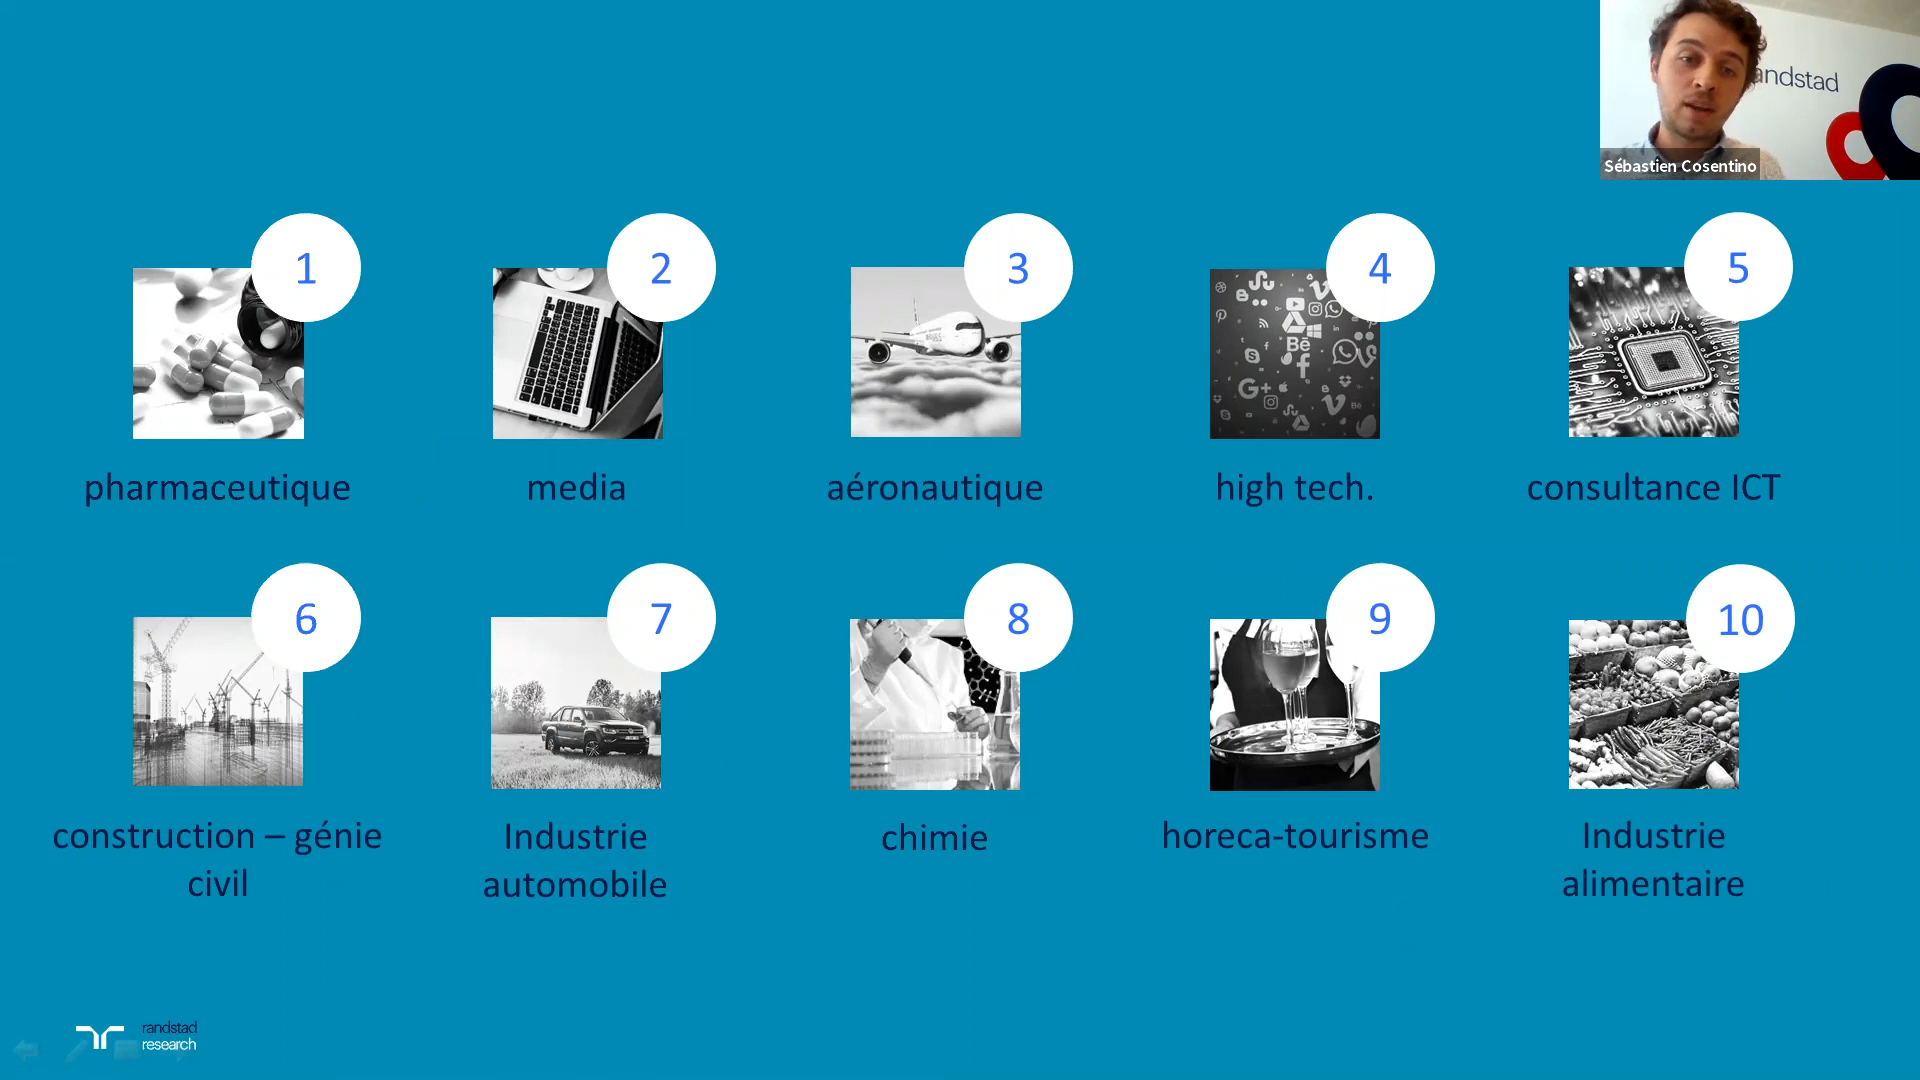 randstad
Sébastien Cosentino
1
2
3
4
5
pharmaceutique
media
aéronautique
high tech.
consultance ICT
6
7
8
9
10
construction – génie
civil
Industrie
automobile
chimie
horeca-tourisme
Industrie
alimentaire
randstad
research